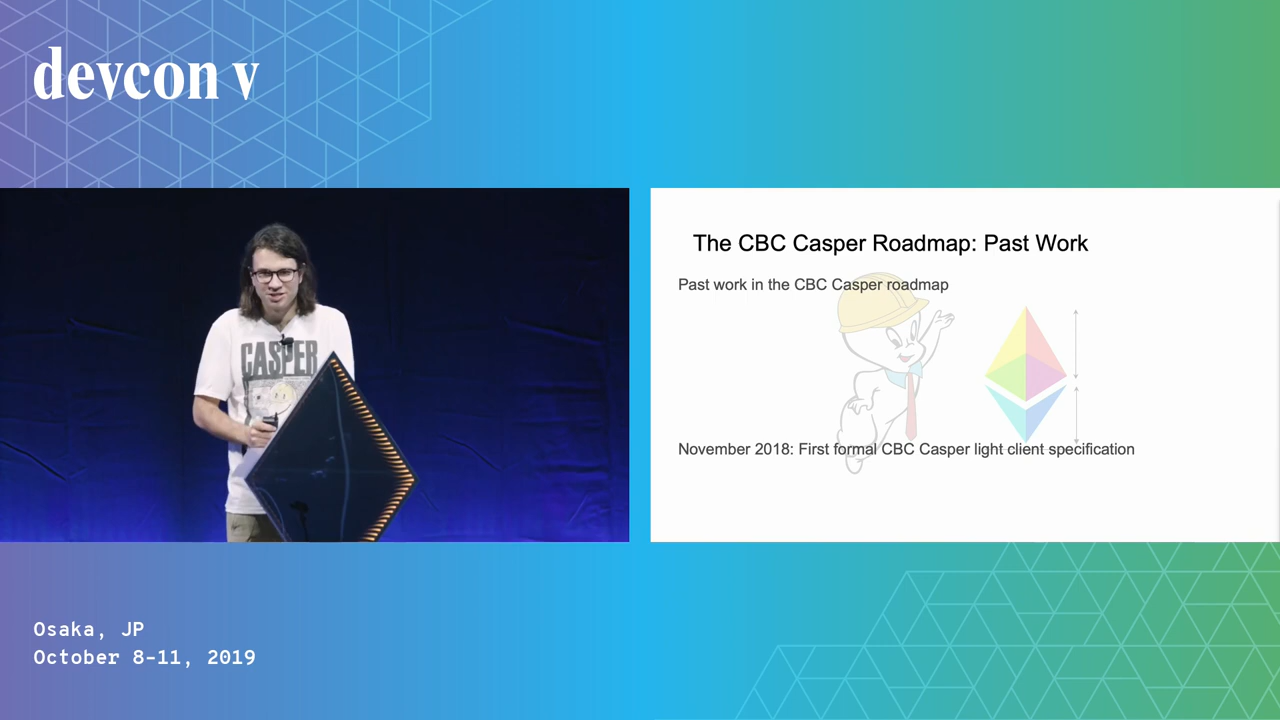 devcon v
CASPER
The CBC Casper Roadmap: Past Work
Past work in the CBC Casper roadmap
November 2018: First formal CBC Casper light client specification
Osaka, JP
October 8-11, 2019